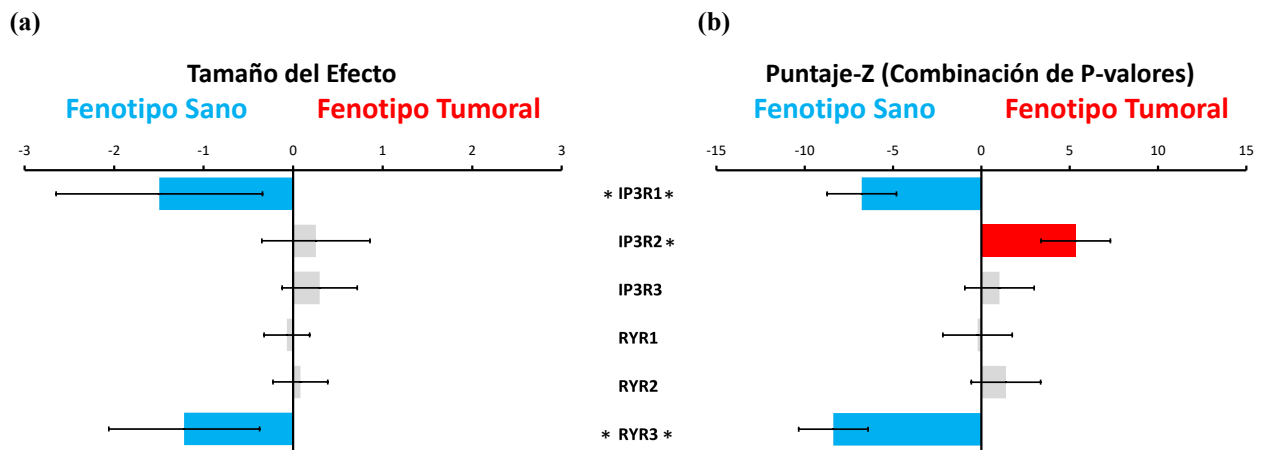 (a)
Tamaño del Efecto
Fenotipo Sano Fenotipo Tumoral
-3 -2 -1 0 1 2 3
(b)
Puntaje-Z (Combinación de P-valores)
Fenotipo Sano Fenotipo Tumoral
-15 -10 -5 0 5 10 15
* IP3R1 *
IP3R2 *
IP3R3
RYR1
RYR2
* RYR3 *